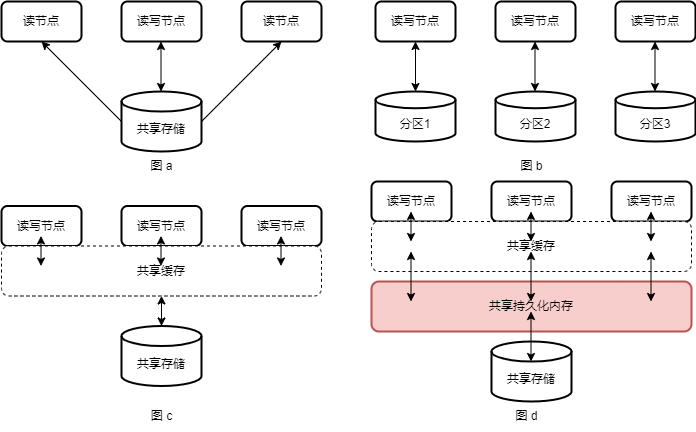 读节点
读写节点
读节点
共享存储
图 a
读写节点
读写节点
读写节点
分区1
分区2
分区3
图 b
读写节点
读写节点
读写节点
共享缓存
共享存储
图 c
读写节点
读写节点
读写节点
共享缓存
共享持久化内存
共享存储
图 d